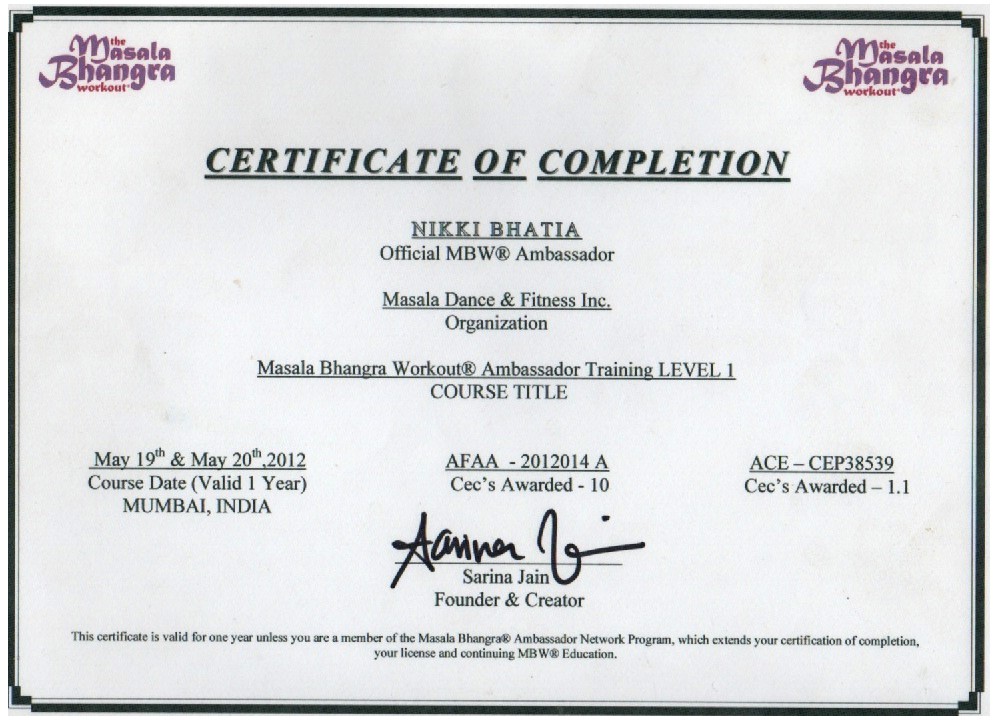 the
Masala
Bhangra
workout
the
Masala
Bhangra
workout
CERTIFICATE OF COMPLETION
NIKKI BHATIA
Official MBW® Ambassador
Masala Dance & Fitness Inc.
Organization
Masala Bhangra Workout® Ambassador Training LEVEL 1
COURSE TITLE
May 19th & May 20th,2012
Course Date (Valid 1 Year)
MUMBAI, INDIA
AFAA - 2012014 A
Cec's Awarded - 10
ACE – CEP38539
Cec's Awarded – 1.1
Sarina Jain
Founder & Creator
This certificate is valid for one year unless you are a member of the Masala Bhangra® Ambassador Network Program, which extends your certification of completion,
your license and continuing MBW® Education.